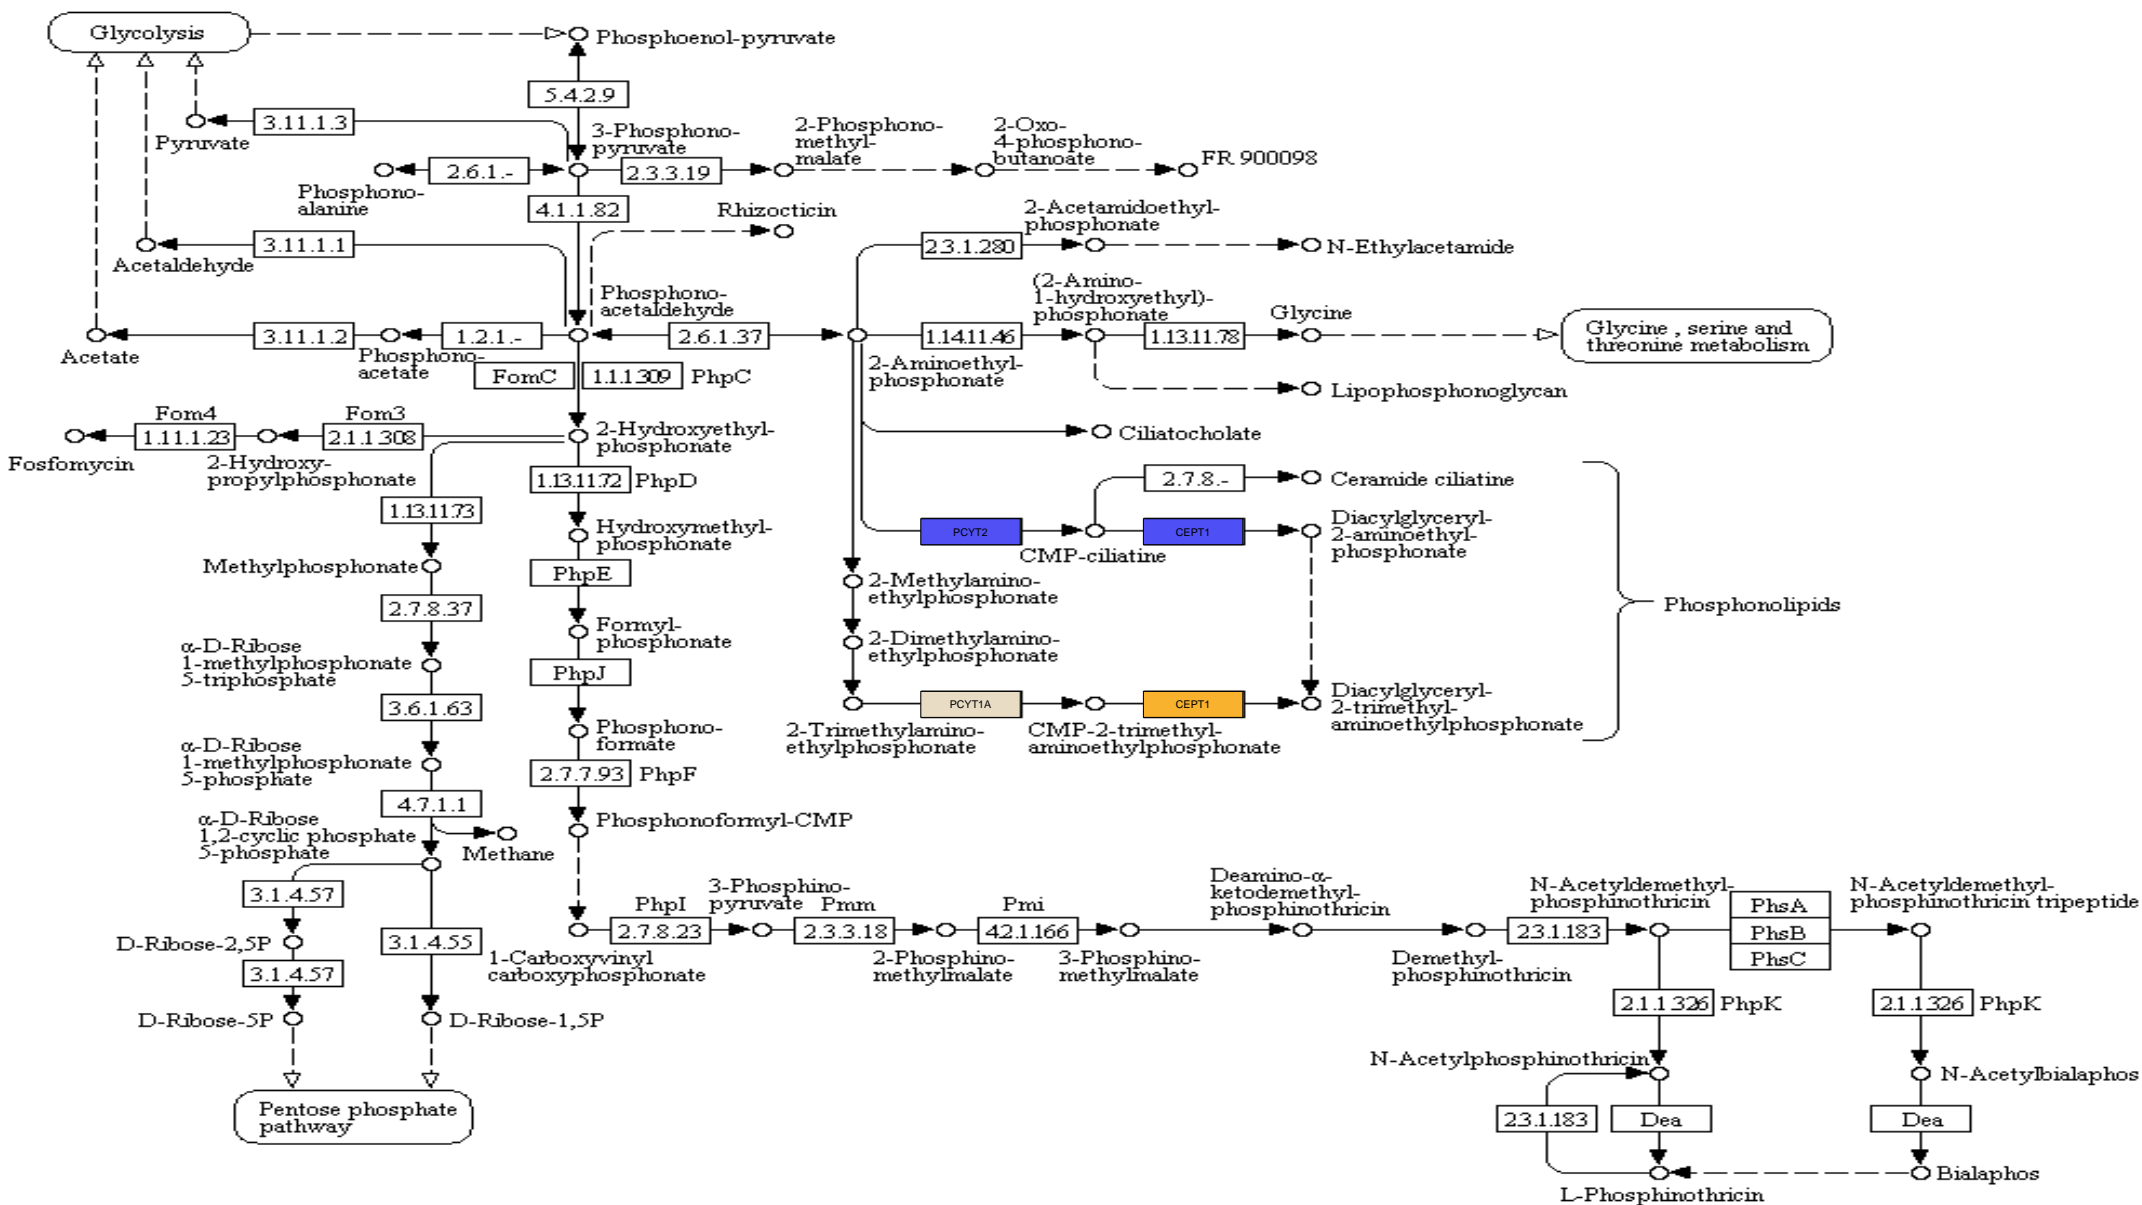 Glycolysis
Phosphoenol-pyruvate
5.4.2.9
3.11.1.3
Pyruvate
3-Phosphono-
pyruvate
2-Phosphono-
methyl-
malate
2-Oxo-
4-phosphono-
butanoate
FR 900098
2.6.1.-
2.3.3.19
Phosphono-
alanine
4.1.1.82
Rhizocticin
2-Acetamidoethyl-
phosphonate
3.11.1.1
Acetaldehyde
2.3.1.280
N-Ethylacetamide
Phosphono-
acetaldehyde
(2-Amino-
1-hydroxyethyl)-
phosphonate
Glycine
3.11.1.2
1.2.1.-
2.6.1.37
1.14.11.46
1.13.11.78
Glycine , serine and
threonine metabolism
Acetate
Phosphono-
acetate
2-Aminoethyl-
phosphonate
FomC
1.1.1.309
PhpC
Lipophosphonoglycan
Fom4
Fom3
1.11.1.23
2.1.1.308
2-Hydroxyethyl-
phosphonate
Ciliatocholate
Fosfomycin
2-Hydroxy-
propylphosphonate
1.13.11.72
PhpD
2.7.8.-
Ceramide ciliatine
1.13.11.73
Hydroxymethyl-
phosphonate
PCYT2
CEPT1
CMP-ciliatine
Diacylglyceryl-
2-aminoethyl-
phosphonate
Methylphosphonate
PhpE
2-Methylamino-
ethylphosphonate
Phosphonolipids
2.7.8.37
Formyl-
phosphonate
2-Dimethylamino-
ethylphosphonate
α-D-Ribose
1-methylphosphonate
5-triphosphate
PhpJ
3.6.1.63
PCYT1A
CEPT1
Diacylglyceryl-
2-trimethyl-
aminoethylphosphonate
2-Trimethylamino-
ethylphosphonate
CMP-2-trimethyl-
aminoethylphosphonate
Phosphono-
formate
α-D-Ribose
1-methylphosphonate
5-phosphate
2.7.7.93
PhpF
4.7.1.1
α-D-Ribose
1,2-cyclic phosphate
5-phosphate
Phosphonoformyl-CMP
Methane
3.1.4.57
PhpI
3-Phosphino-
pyruvate
Pmm
Pmi
Deamino-α-
ketodemethyl-
phosphinothricin
N-Acetyldemethyl-
phosphinothricin
PhsA
PhsB
PhsC
N-Acetyldemethyl-
phosphinothricin tripeptide
D-Ribose-2,5P
3.1.4.55
2.7.8.23
2.3.3.18
4.2.1.166
2.3.1.183
1-Carboxyvinyl
carboxyphosphonate
2-Phosphino-
methylmalate
3-Phosphino-
methylmalate
Demethyl-
phosphinothricin
3.1.4.57
D-Ribose-5P
D-Ribose-1,5P
2.1.1.326
PhpK
2.1.1.326
PhpK
N-Acetylphosphinothricin
N-Acetylbialaphos
Pentose phosphate
pathway
2.3.1.183
Dea
Dea
L-Phosphinothricin
Bialaphos